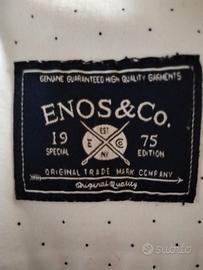 GENUINE GUARANTEED HIGH QUALITY GARMENTS
ENOS&CO.
EST
19 E C 75
SPECIAL NY EDITION
ORIGINAL TRADE MARK COMPANY
Original Quality
subito